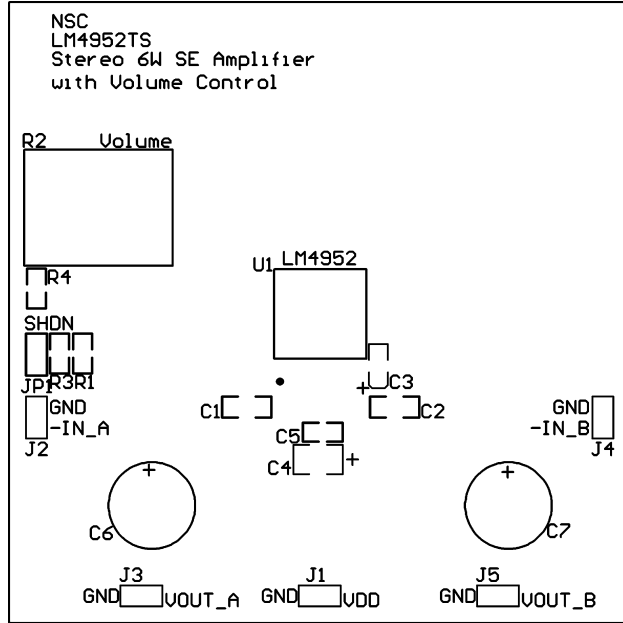 NSC
LM4952TS
Stereo 6W SE Amplifier
with Volume Control
R2 Volume
U1 LM4952
R4
SHDN
JP1 R3 R1
C3
+
GND
-IN_A
J2
C1
C2
GND
-IN_B
J4
C5
C4 +
+
C6
+
C7
J3
GND VOUT_A
J1
GND VDD
J5
GND VOUT_B